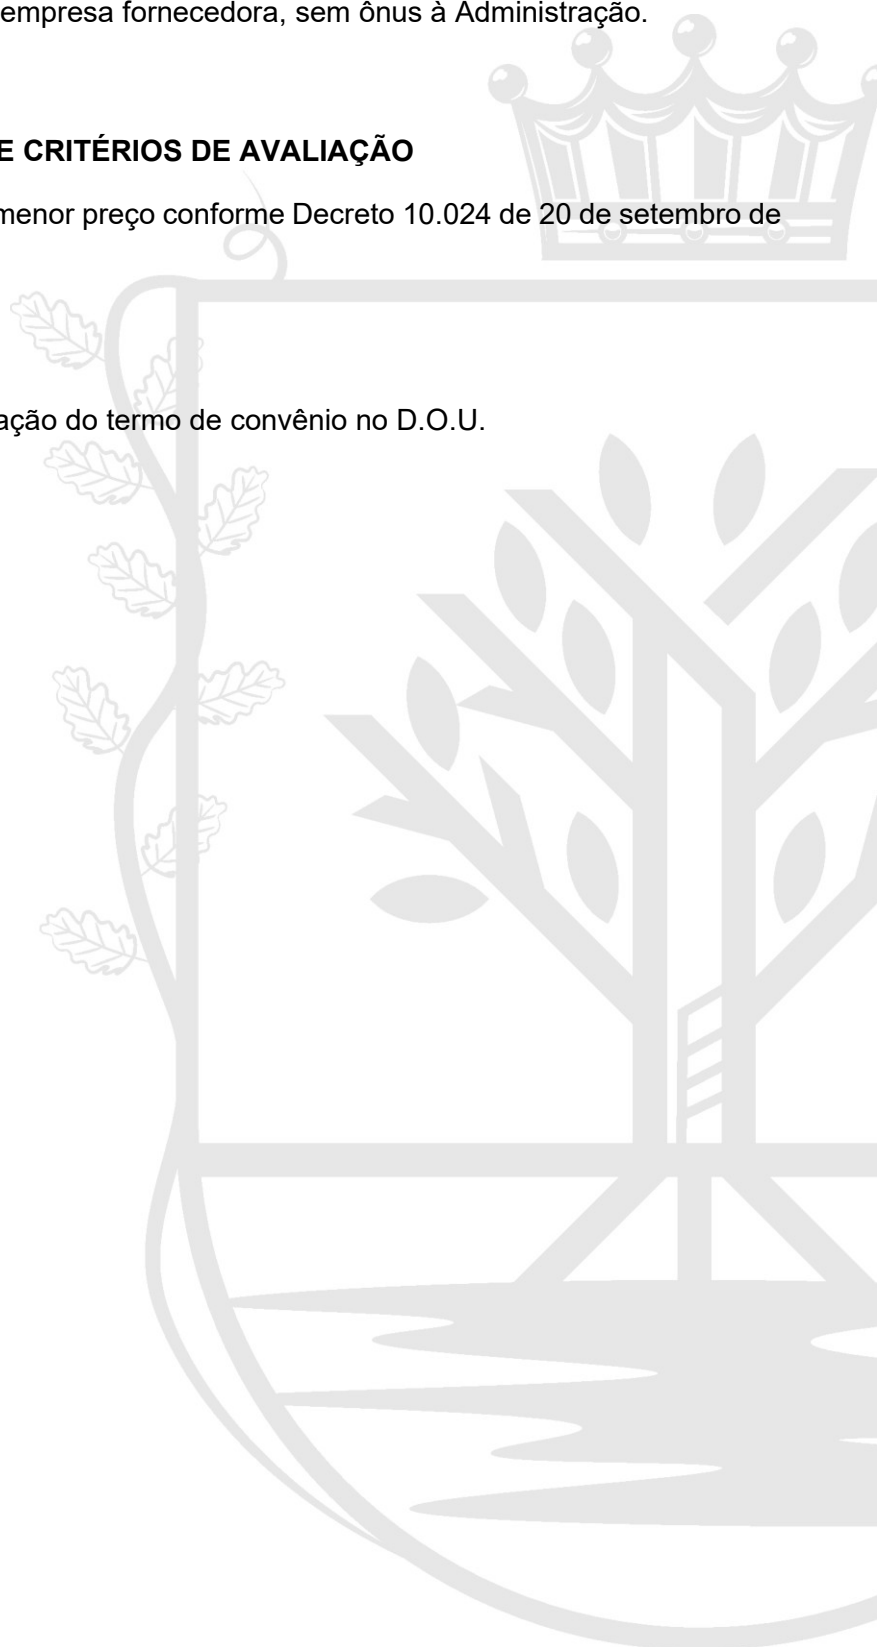 empresa fornecedora, sem ônus à Administração.
E CRITÉRIOS DE AVALIAÇÃO
menor preço conforme Decreto 10.024 de 20 de setembro de
ação do termo de convênio no D.O.U.